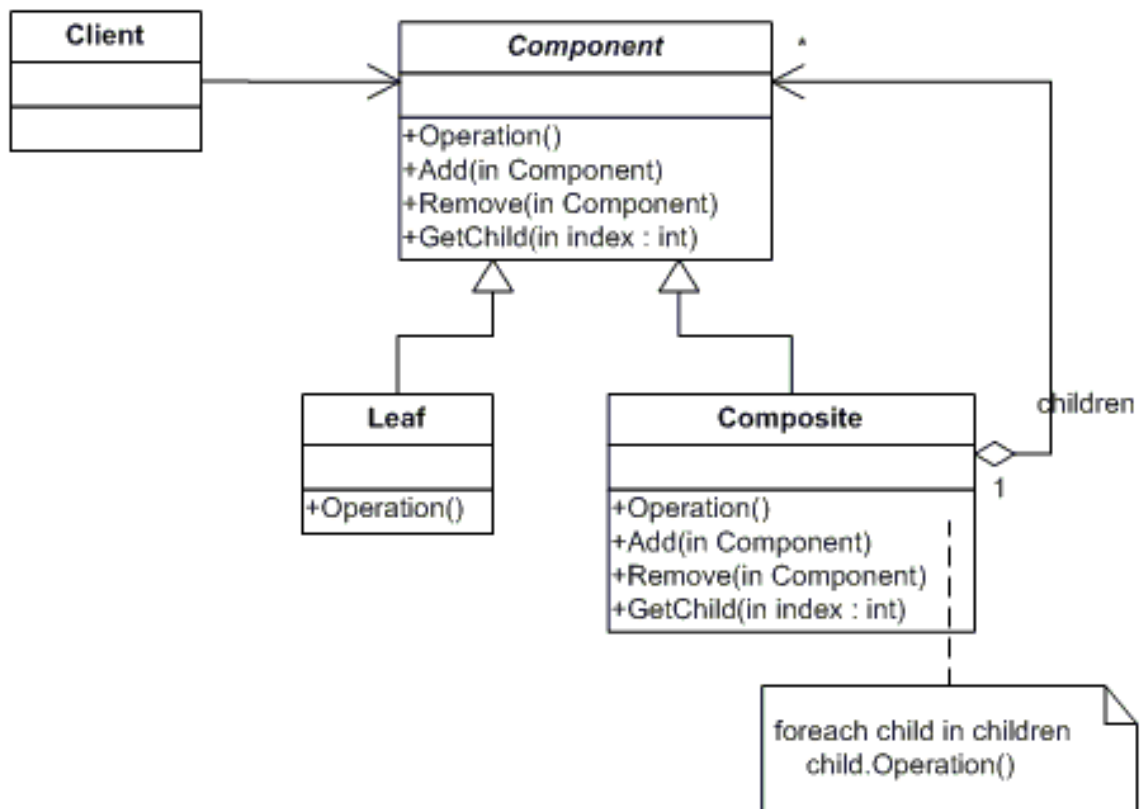 Client
Component
*
+Operation()
+Add(in Component)
+Remove(in Component)
+GetChild(in index : int)
children
Leaf
+Operation()
Composite
1
+Operation()
+Add(in Component)
+Remove(in Component)
+GetChild(in index : int)
foreach child in children
child.Operation()